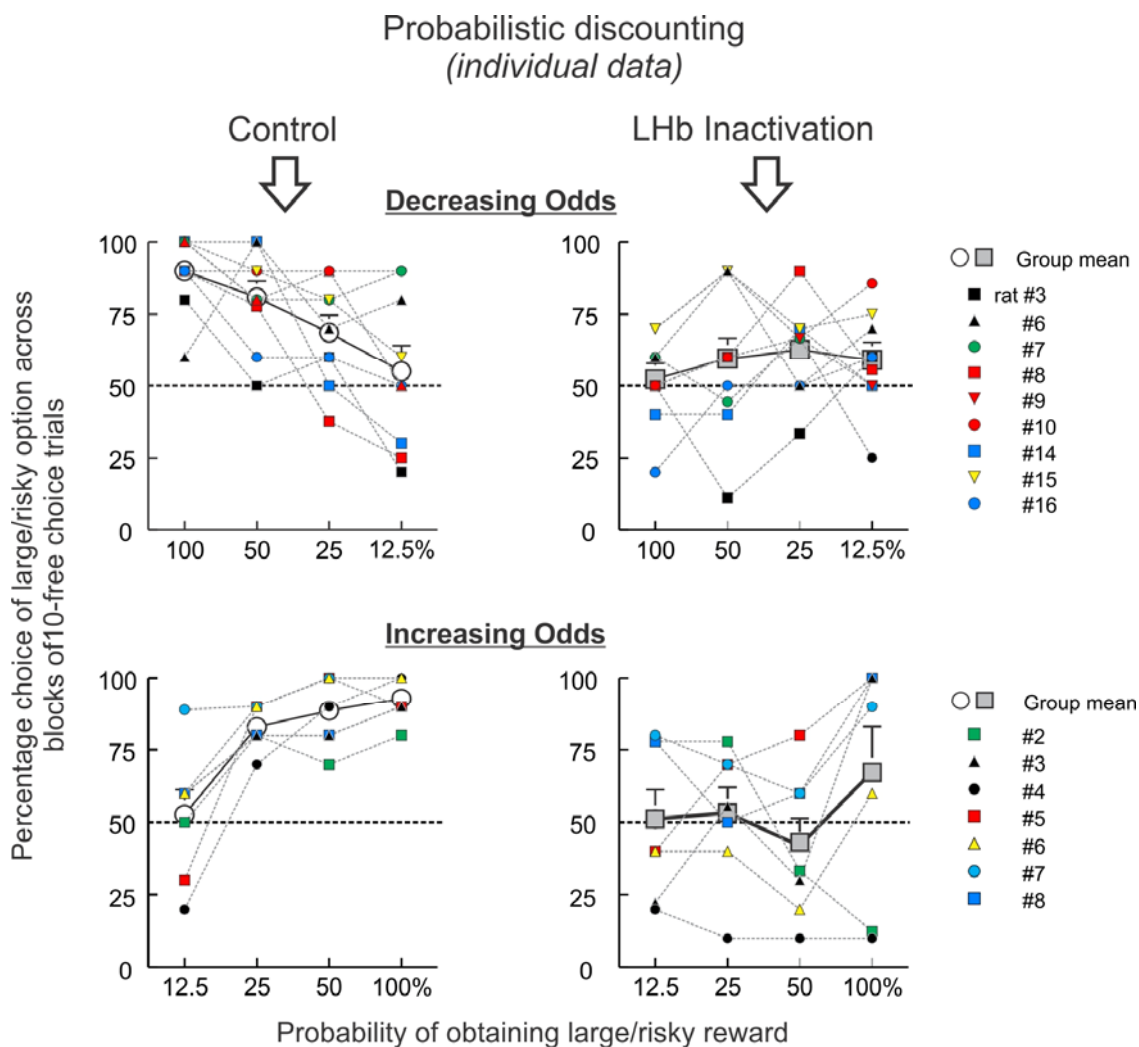 Probabilistic discounting
(individual data)
Control
LHb Inactivation
Decreasing Odds
Percentage choice of large/risky option across
blocks of10-free choice trials
100
75
50
25
0
100 50 25 12.5%
100
75
50
25
0
100 50 25 12.5%
Group mean
rat #3
#6
#7
#8
#9
#10
#14
#15
#16
Increasing Odds
100
75
50
25
0
12.5 25 50 100%
100
75
50
25
0
12.5 25 50 100%
Group mean
#2
#3
#4
#5
#6
#7
#8
Probability of obtaining large/risky reward